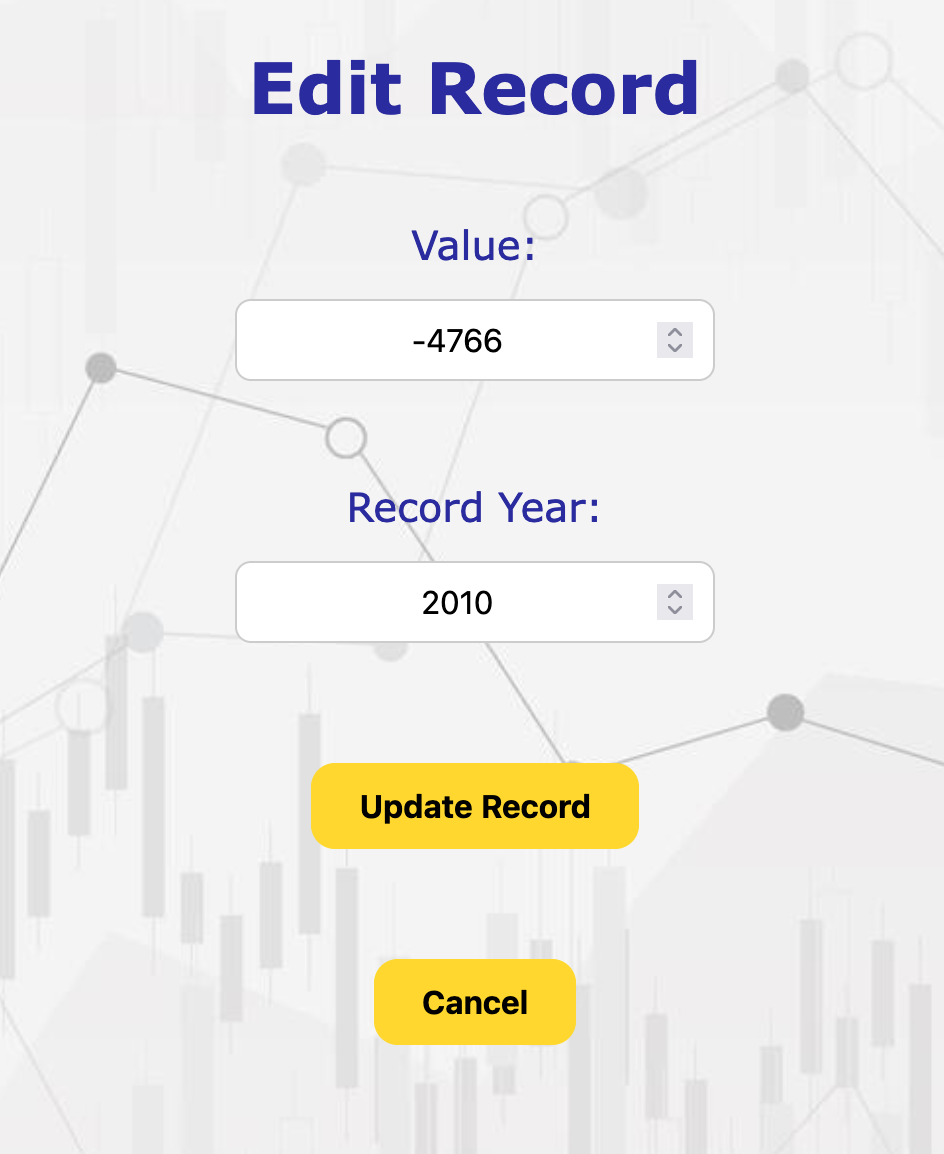 Edit Record
Value:
-4766
Record Year:
2010
Update Record
Cancel